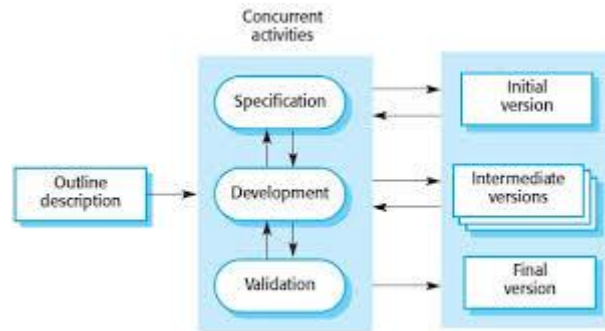 Concurrent
activities
Specification
Initial
version
Outline
description
Development
Intermediate
versions
Validation
Final
version